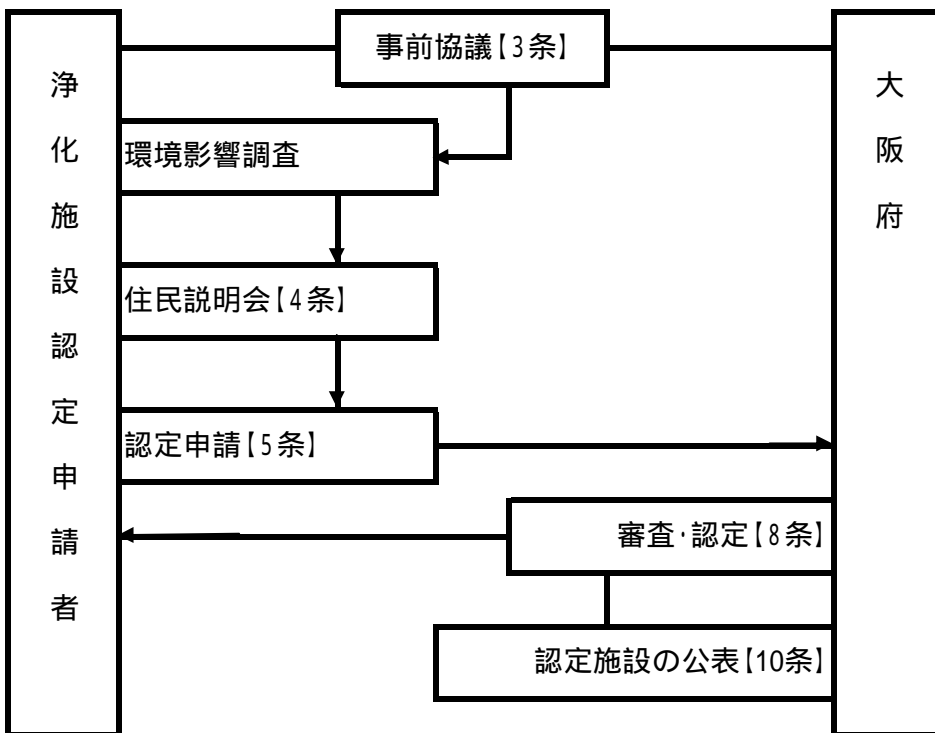 浄化施設認定申請者
事前協議【3条】
大阪府
環境影響調査
住民説明会【4条】
認定申請【5条】
審査･認定【8条】
認定施設の公表【10条】